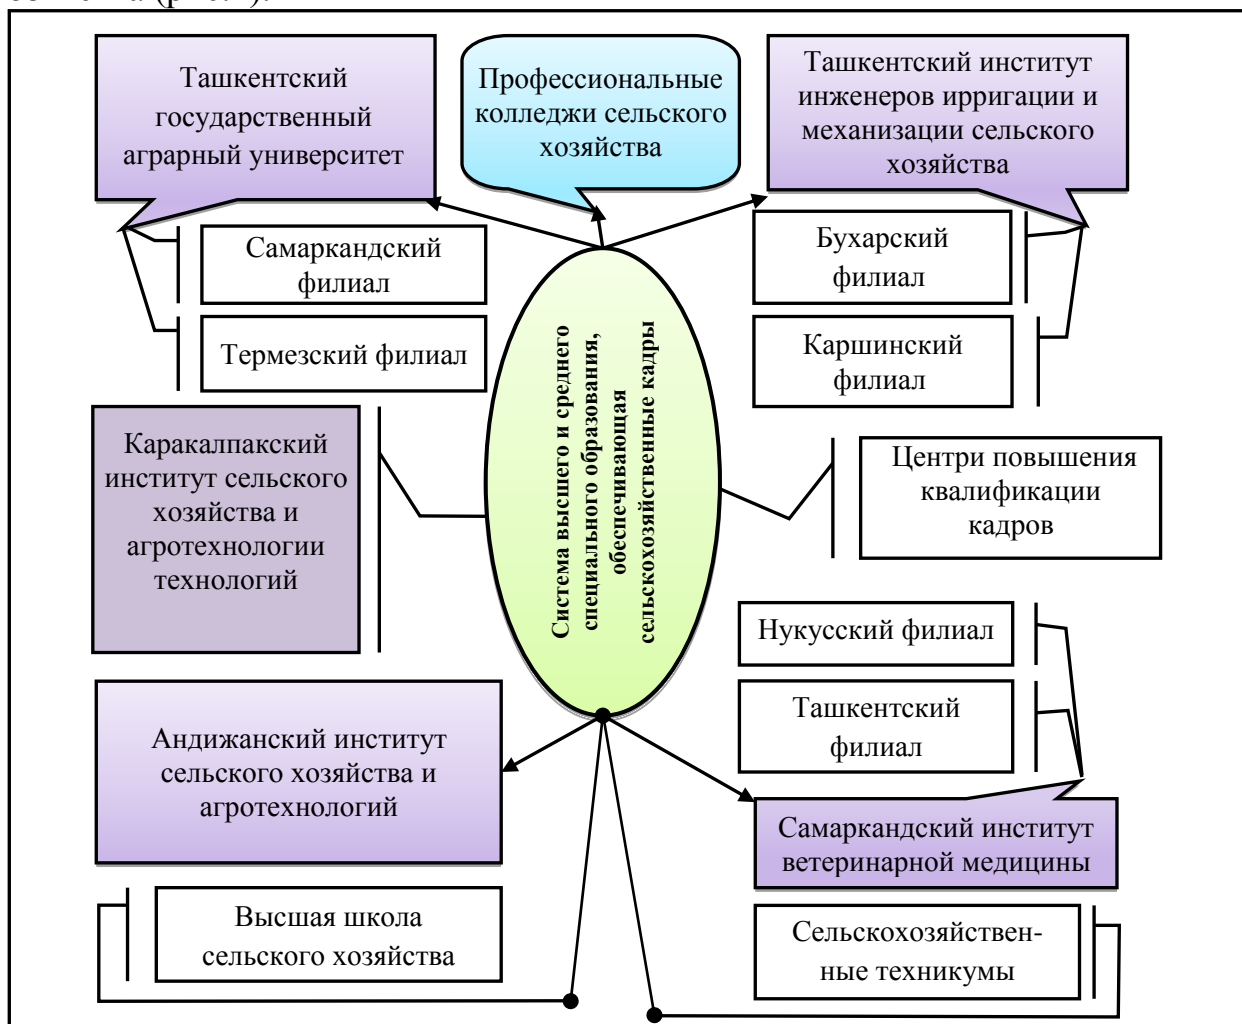 Ташкентский
государственный
аграрный университет
Профессиональные
колледжи сельского
хозяйства
Ташкентский институт
инженеров ирригации и
механизации сельского
хозяйства
Самаркандский
филиал
Термезский филиал
Бухарский
филиал
Каршинский
филиал
Каракалпакский
институт сельского
хозяйства и
агротехнологии
технологий
Система высшего и среднего
специального образования,
обеспечивающая
сельскохозяйственные кадры
Центри повышения
квалификации
кадров
Нукусский филиал
Ташкентский
филиал
Андижанский институт
сельского хозяйства и
агротехнологий
Самаркандский институт
ветеринарной медицины
Высшая школа
сельского хозяйства
Сельскохозяйствен-
ные техникумы